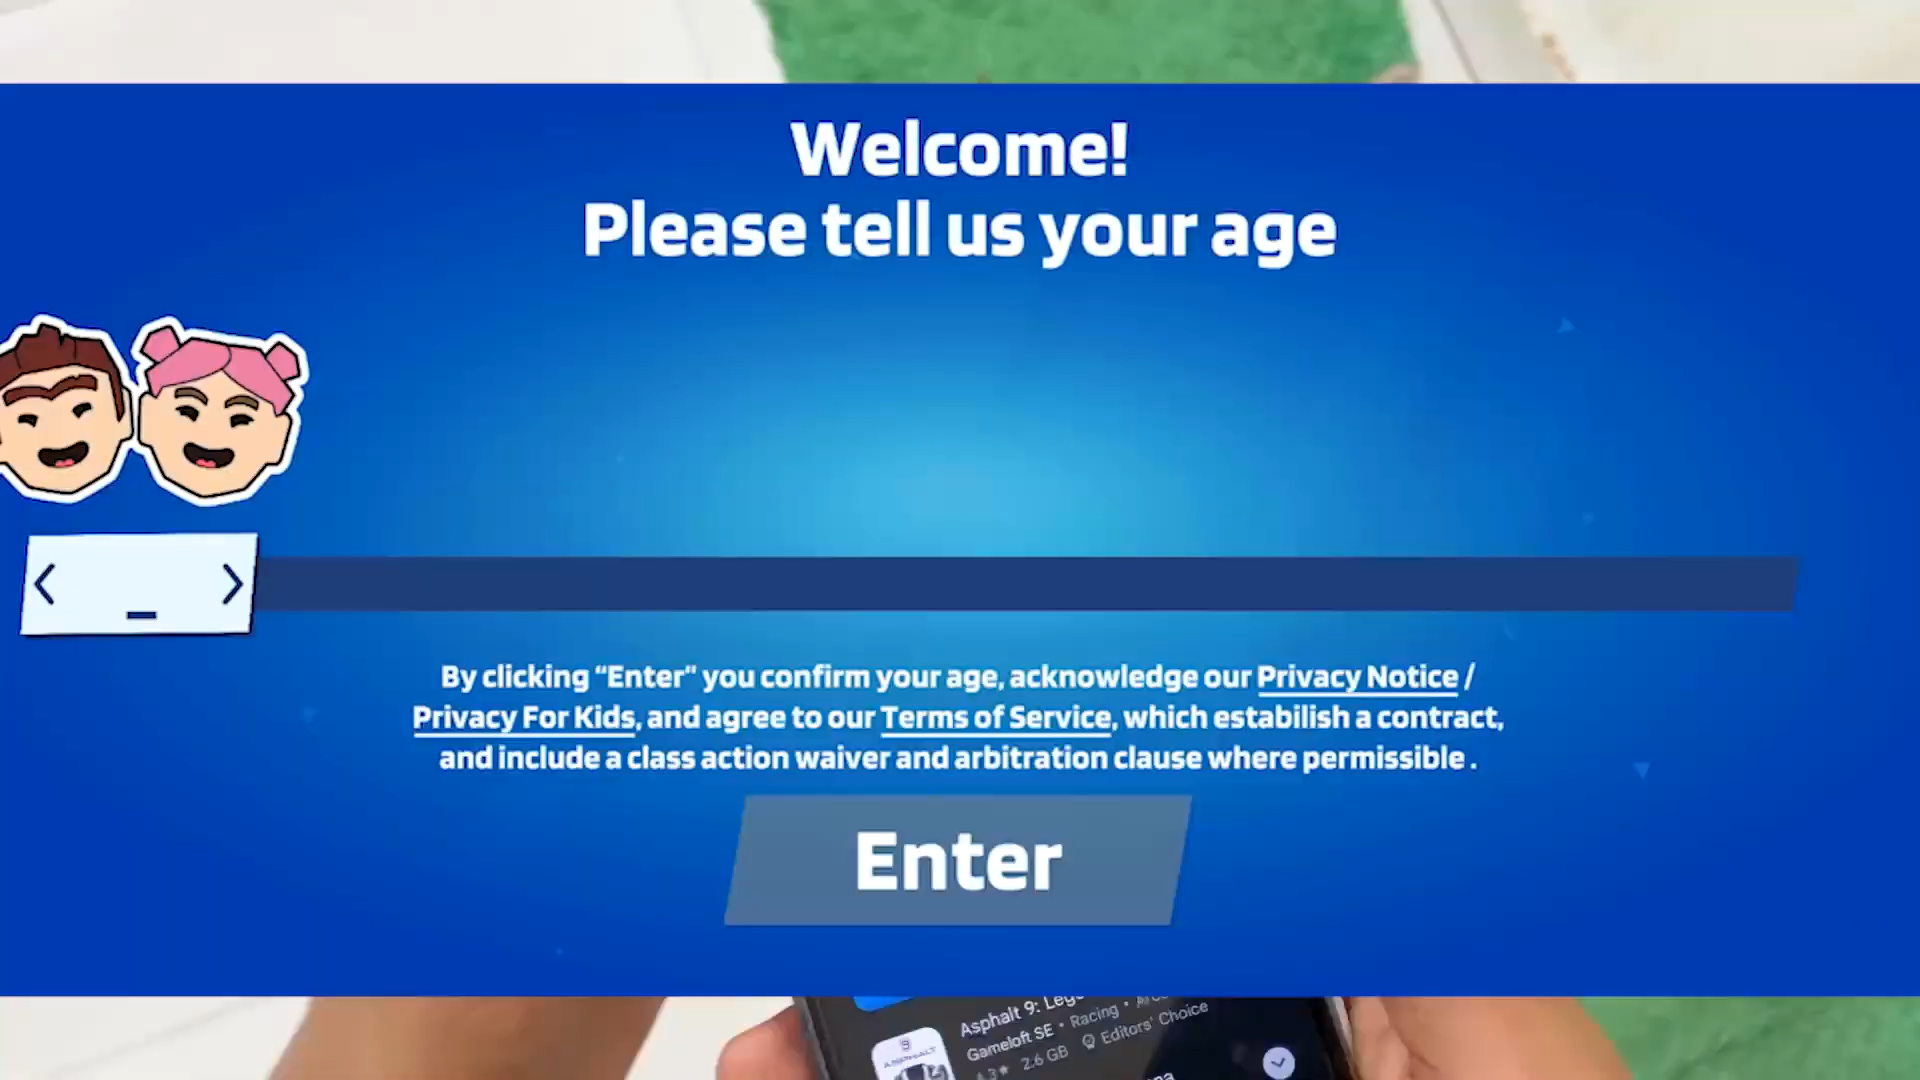 Welcome!
Please tell us your age
By clicking “Enter” you confirm your age, acknowledge our Privacy Notice /
Privacy For Kids, and agree to our Terms of Service, which estabilish a contract,
and include a class action waiver and arbitration clause where permissible .
Enter
Asphalt 9:
Gameloft SE • Racing •
2.6 GB Editors' Choice
ASPHALT